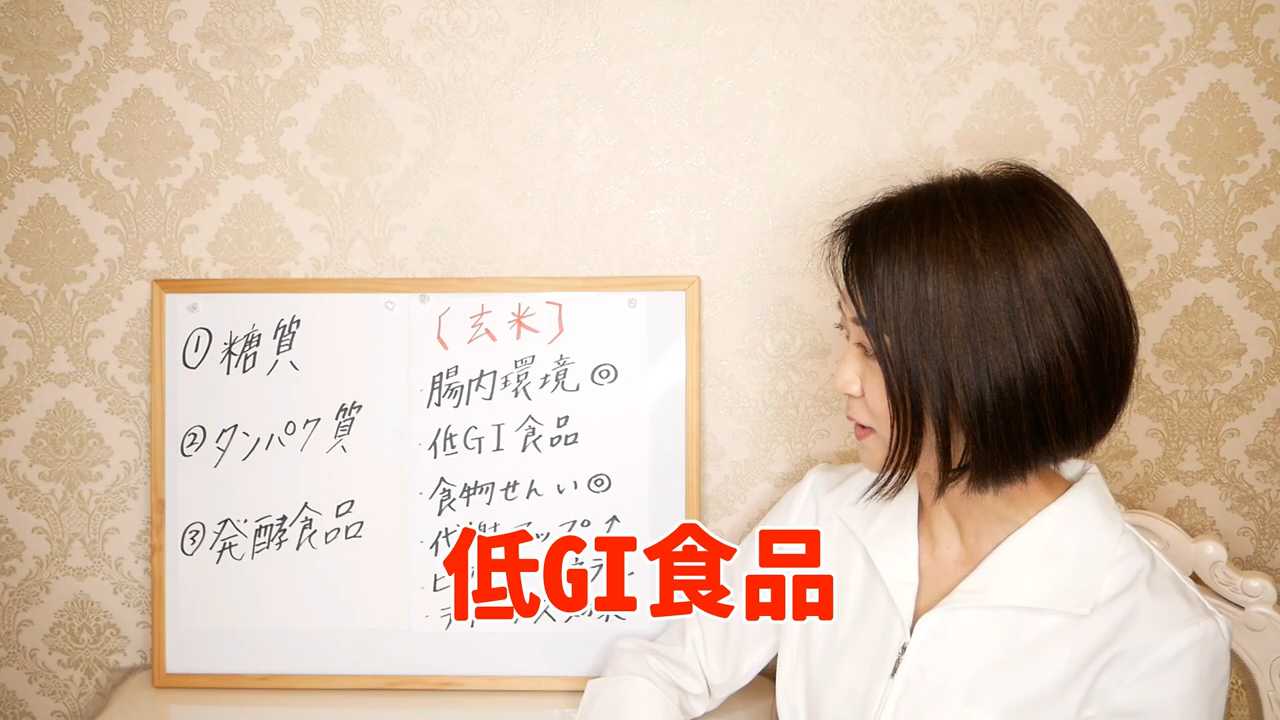 ①糖質
②タンパク質
③発酵食品
〔玄米〕
・腸内環境◎
・低GI食品
・食物せんい◎
・代謝アップ↑
低GI食品